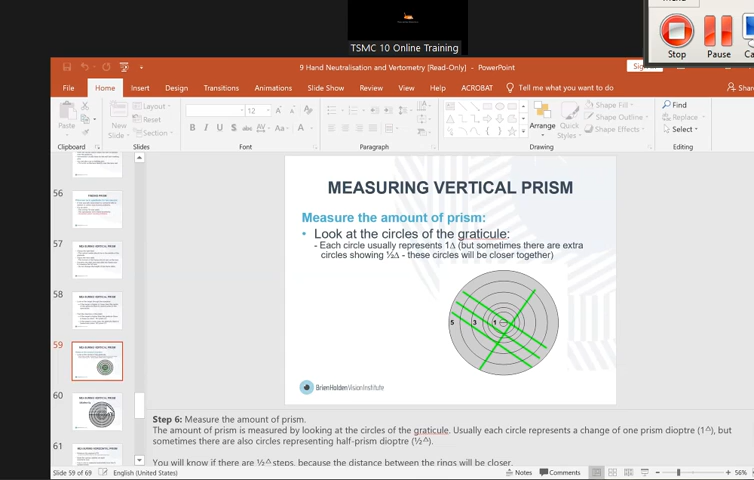 Menu
TSMC 10 Online Training
Stop
Pause
9 Hand Neutralisation and Vertometry [Read-Only] - PowerPoint
File
Home
Insert
Design
Transitions
Animations
Slide Show
Review
View
Help
ACROBAT
Tell me what you want to do
Paste
New
Slide
Layout
Reset
Section
12
B I U S abc AV Aa A
Arrange
Quick
Styles
Shape Fill
Shape Outline
Shape Effects
Find
Replace
Select
Clipboard
Slides
Font
Paragraph
Drawing
Editing
56
57
58
59
60
61
MEASURING VERTICAL PRISM
Measure the amount of prism:
• Look at the circles of the graticule:
- Each circle usually represents 1Δ (but sometimes there are extra
circles showing ½Δ - these circles will be closer together)
5 3 1
BrienHoldenVisionInstitute
Step 6: Measure the amount of prism.
The amount of prism is measured by looking at the circles of the graticule. Usually each circle represents a change of one prism dioptre (1Δ), but
sometimes there are also circles representing half-prism dioptre (½Δ).
You will know if there are ½Δ steps, because the distance between the rings will be closer.
Slide 59 of 69
English (United States)
Notes
Comments
56%